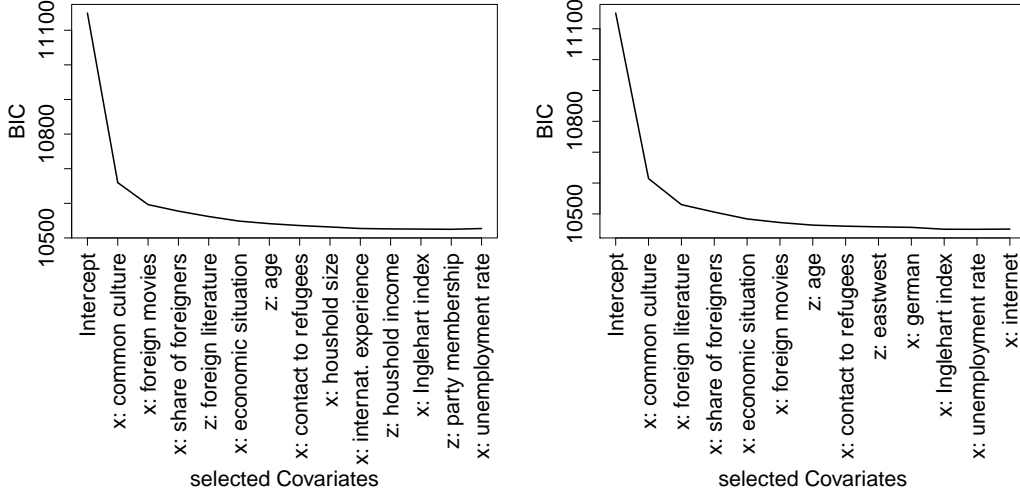 BIC
11100
10800
10500
Intercept
x: common culture
x: foreign movies
x: share of foreigners
z: foreign literature
x: economic situation
z: age
x: contact to refugees
x: houshold size
x: internat. experience
z: houshold income
x: Inglehart index
z: party membership
x: unemployment rate
selected Covariates
BIC
11100
10800
10500
Intercept
x: common culture
x: foreign literature
x: share of foreigners
x: economic situation
x: foreign movies
z: age
x: contact to refugees
z: eastwest
x: german
x: Inglehart index
x: unemployment rate
x: internet
selected Covariates